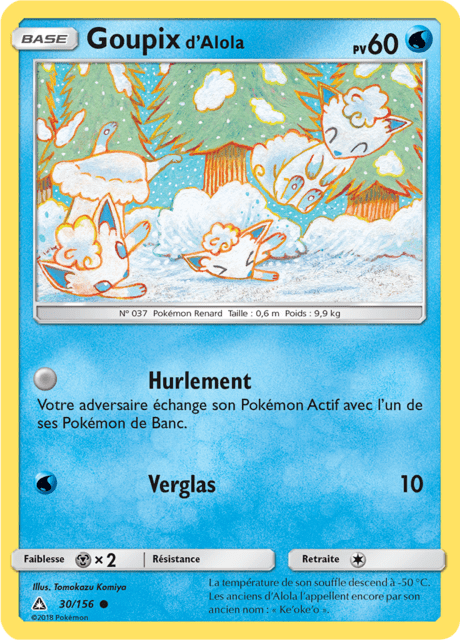 BASE Goupix d'Alola PV60
N° 037 Pokémon Renard Taille : 0,6 m Poids : 9,9 kg
Hurlement
Votre adversaire échange son Pokémon Actif avec l'un de
ses Pokémon de Banc.
Verglas 10
Faiblesse × 2 Résistance Retraite
Illus. Tomokazu Komiya
30/156
©2018 Pokémon
La température de son souffle descend à -50 °C.
Les anciens d'Alola l'appellent encore par son
ancien nom : « Ke'oke'o ».